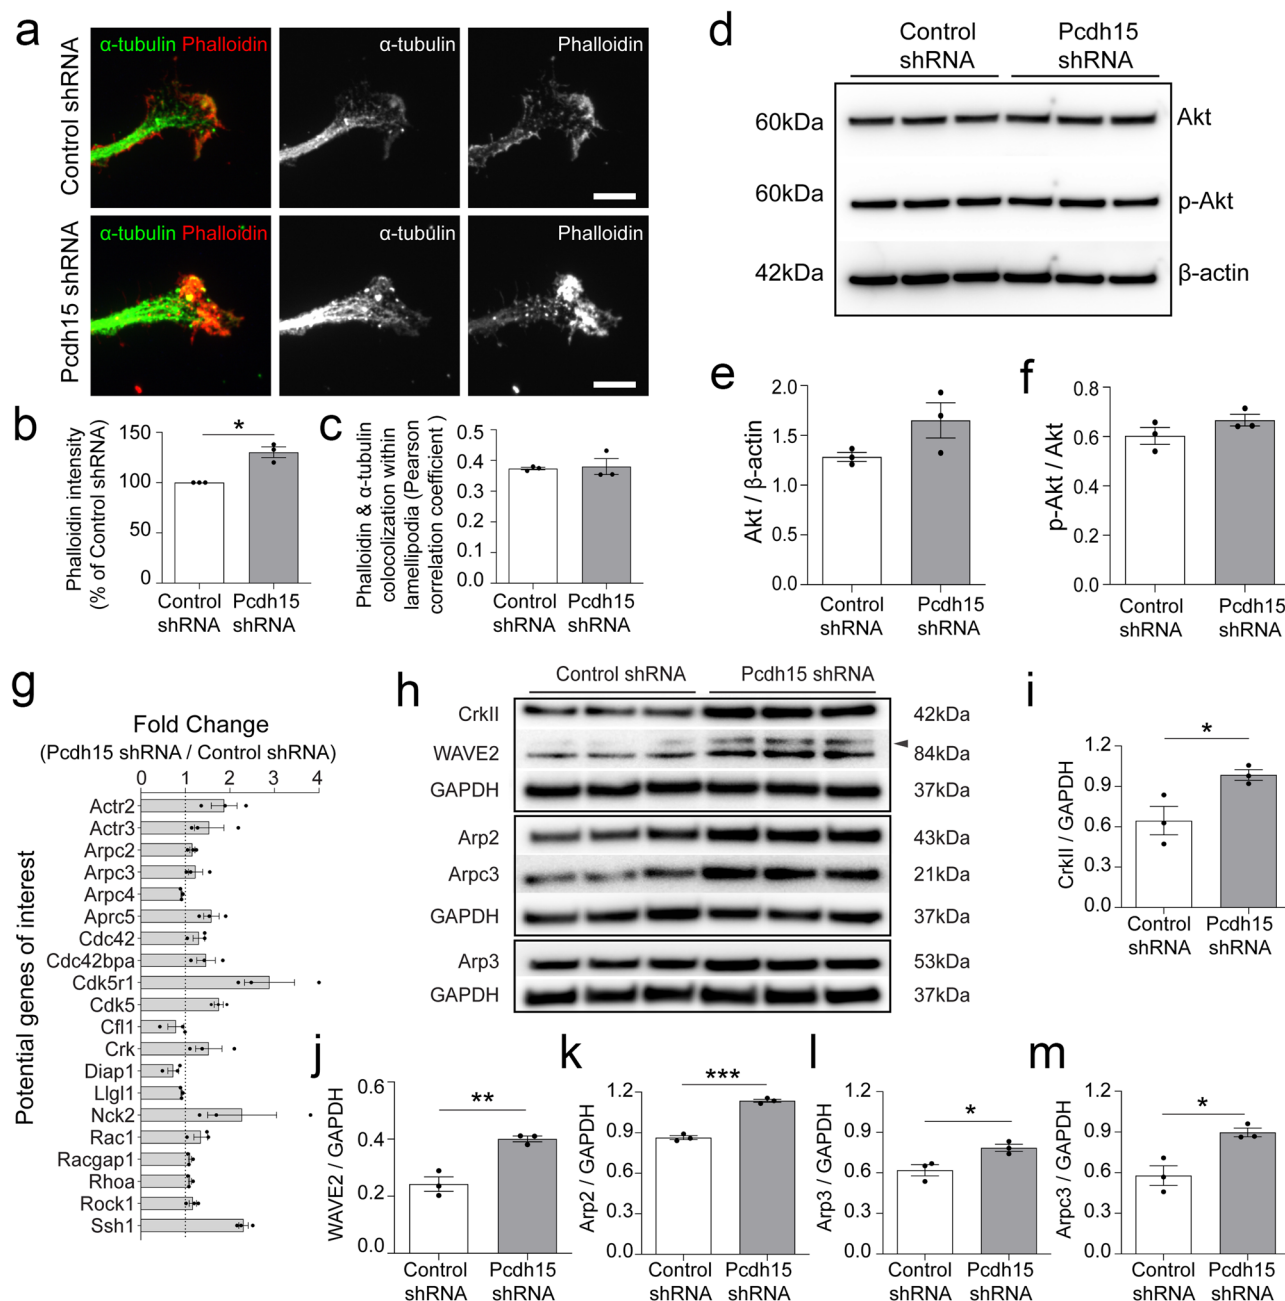 a
α-tubulin Phalloidin
α-tubulin
Phalloidin
Control shRNA
α-tubulin Phalloidin
α-tubulin
Phalloidin
Pcdh15 shRNA
b
Phalloidin intensity
(% of Control shRNA)
150
100
50
0
*
Control
shRNA
Pcdh15
shRNA
c
Phalloidin & α-tubulin
colocolization within
lamellipodia (Pearson
correlation coefficient )
0.5
0.4
0.3
0.2
0.1
0.0
Control
shRNA
Pcdh15
shRNA
d
Control
shRNA
Pcdh15
shRNA
60kDa
Akt
60kDa
p-Akt
42kDa
β-actin
e
Akt / β-actin
2.0
1.5
1.0
0.5
0.0
Control
shRNA
Pcdh15
shRNA
f
p-Akt / Akt
0.8
0.6
0.4
0.2
0.0
Control
shRNA
Pcdh15
shRNA
g
Fold Change
(Pcdh15 shRNA / Control shRNA)
0 1 2 3 4
Potential genes of interest
Actr2
Actr3
Arpc2
Arpc3
Arpc4
Aprc5
Cdc42
Cdc42bpa
Cdk5r1
Cdk5
Cfl1
Crk
Diap1
Llgl1
Nck2
Rac1
Racgap1
Rhoa
Rock1
Ssh1
h
Control shRNA
Pcdh15 shRNA
CrkII
42kDa
WAVE2
84kDa
GAPDH
37kDa
Arp2
43kDa
Arpc3
21kDa
GAPDH
37kDa
Arp3
53kDa
GAPDH
37kDa
i
CrkII / GAPDH
1.2
0.9
0.6
0.3
0.0
*
Control
shRNA
Pcdh15
shRNA
j
WAVE2 / GAPDH
0.6
0.4
0.2
0.0
**
Control
shRNA
Pcdh15
shRNA
k
Arp2 / GAPDH
1.2
0.9
0.6
0.3
0.0
***
Control
shRNA
Pcdh15
shRNA
l
Arp3 / GAPDH
1.2
0.9
0.6
0.3
0.0
*
Control
shRNA
Pcdh15
shRNA
m
Arpc3 / GAPDH
1.2
0.9
0.6
0.3
0.0
*
Control
shRNA
Pcdh15
shRNA